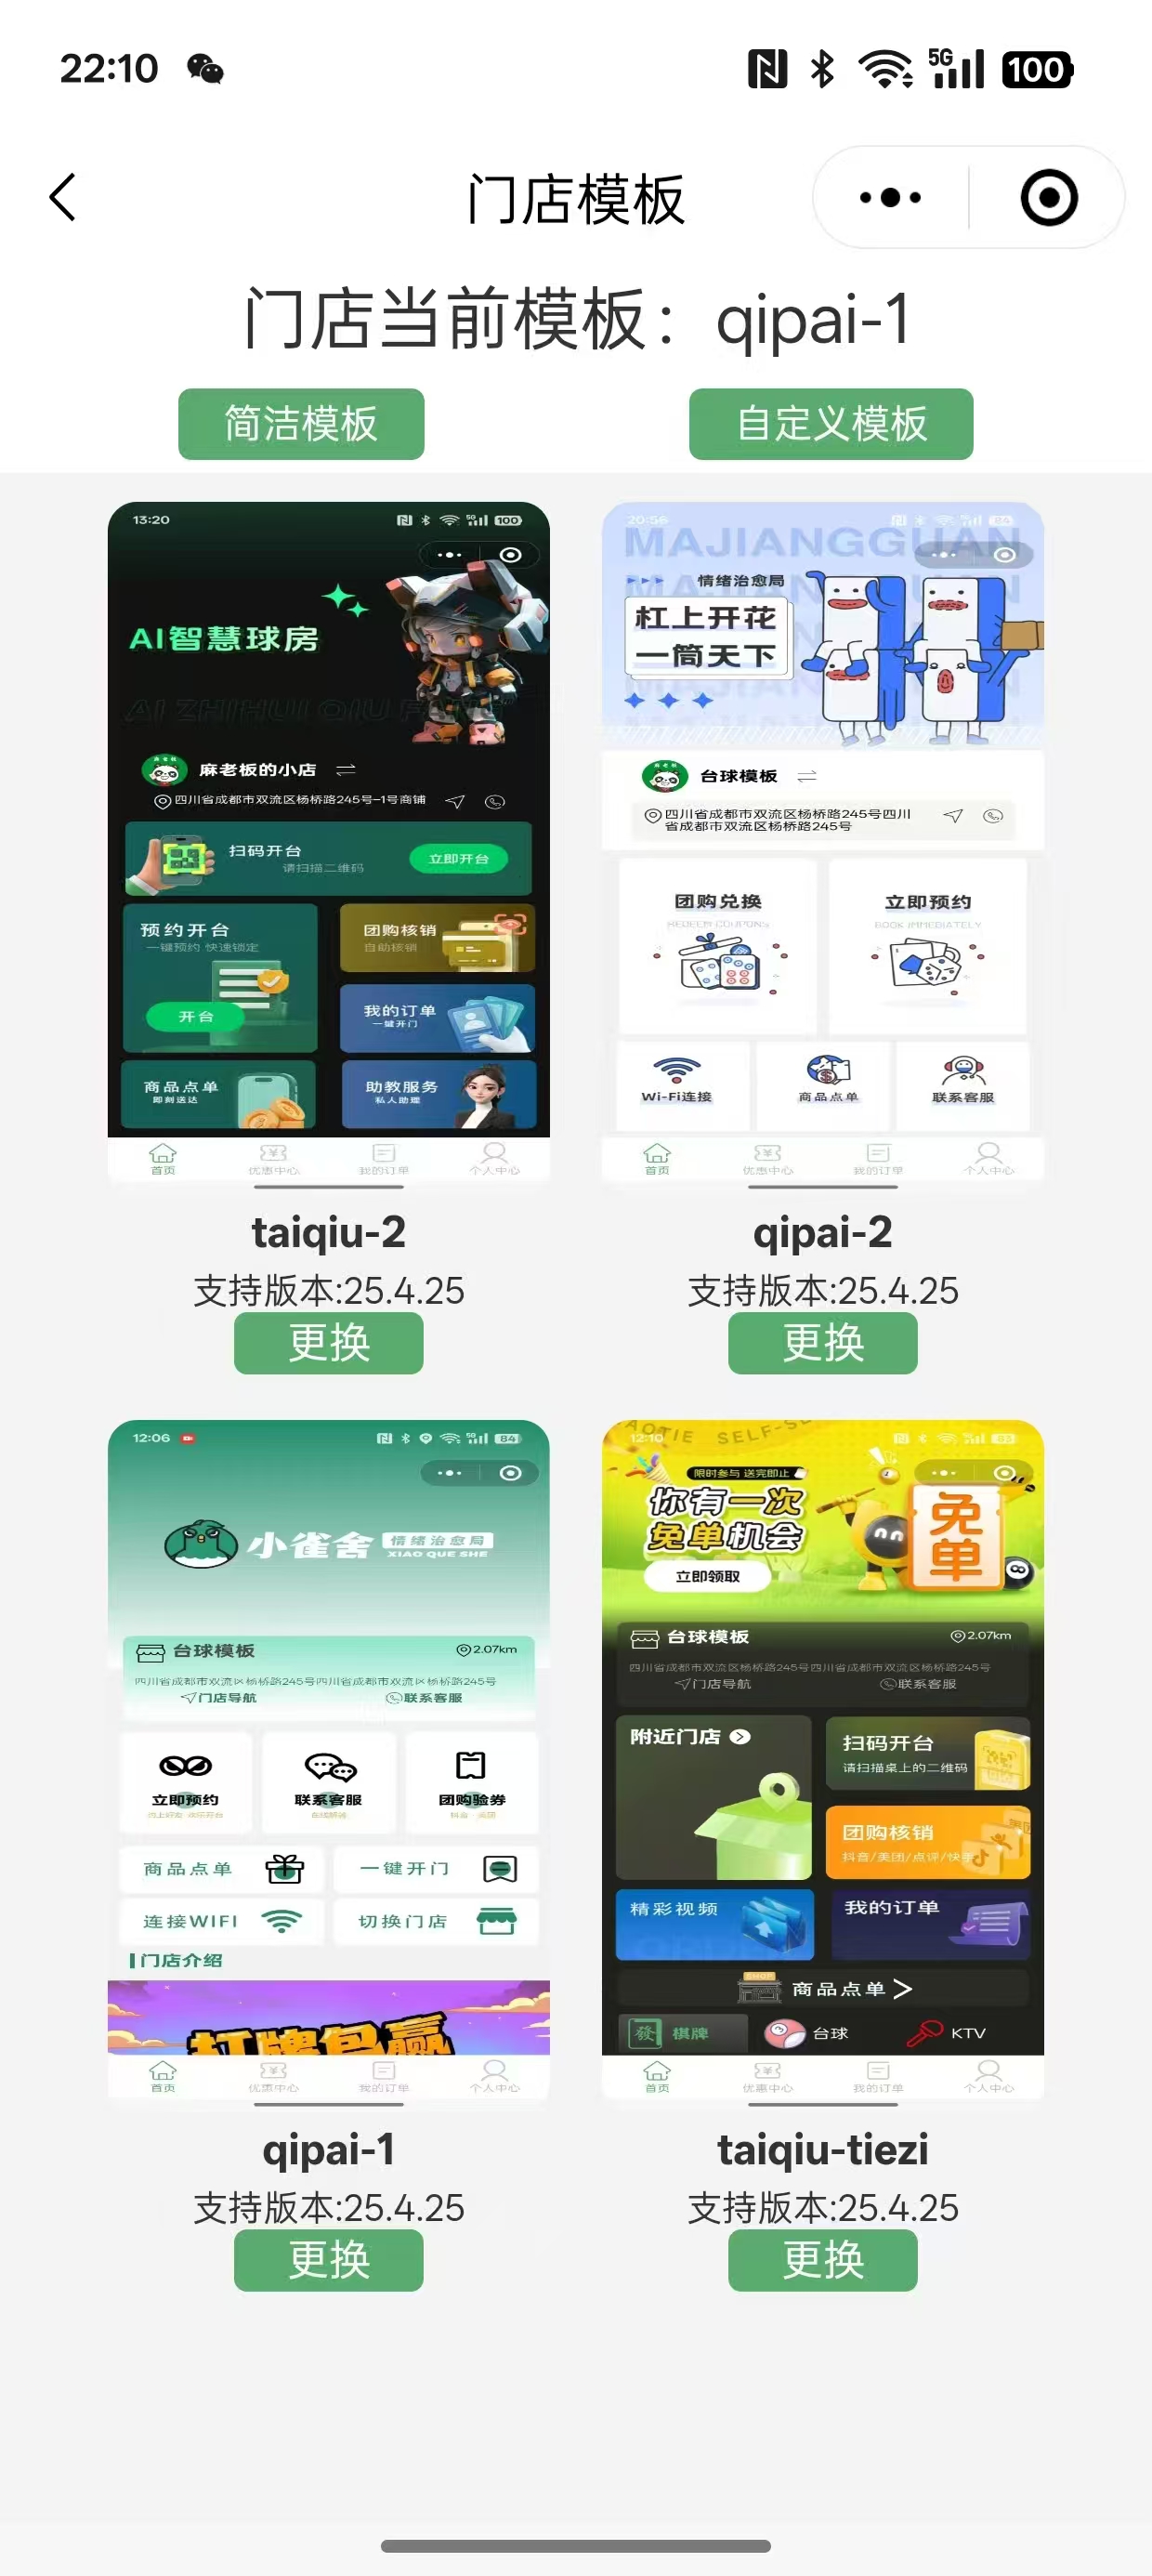 22:10
5G
100
门店模板
门店当前模板：qipai-1
简洁模板
自定义模板
13:20
5G
100
AI智慧球房
AI ZHIHUI QIU FANG
麻老板的小店
四川省成都市双流区杨桥路245号-1号商铺
扫码开台
请扫描二维码
立即开台
预约开台
一键预约 快速锁定
开台
团购核销
自助核销
我的订单
一键开门
商品点单
即刻送达
助教服务
私人助理
首页
优惠中心
我的订单
个人中心
taiqiu-2
支持版本:25.4.25
更换
20:56
84
MAJIANGGUAN
情绪治愈局
杠上开花
一筒天下
台球模板
四川省成都市双流区杨桥路245号四川
省成都市双流区杨桥路245号
团购兑换
REDEEM COUPONs
立即预约
BOOK IMMEDIATELY
Wi-Fi连接
商品点单
联系客服
首页
优惠中心
我的订单
个人中心
qipai-2
支持版本:25.4.25
更换
12:06
5G
84
小雀舍
情绪治愈局
XIAO QUE SHE
台球模板
2.07km
四川省成都市双流区杨桥路245号四川省成都市双流区杨桥路245号
门店导航
联系客服
立即预约
联系客服
团购验券
商品点单
一键开门
连接WIFI
切换门店
门店介绍
打牌包赢
首页
优惠中心
我的订单
个人中心
qipai-1
支持版本:25.4.25
更换
12:10
83
SELF-SE
限时参与 送完即止
你有一次
免单机会
立即领取
免单
台球模板
2.07km
四川省成都市双流区杨桥路245号四川省成都市双流区杨桥路245号
门店导航
联系客服
附近门店
扫码开台
请扫描桌上的二维码
团购核销
抖音/美团/点评/快手
精彩视频
我的订单
SHOP
商品点单
發
棋牌
台球
KTV
首页
优惠中心
我的订单
个人中心
taiqiu-tiezi
支持版本:25.4.25
更换